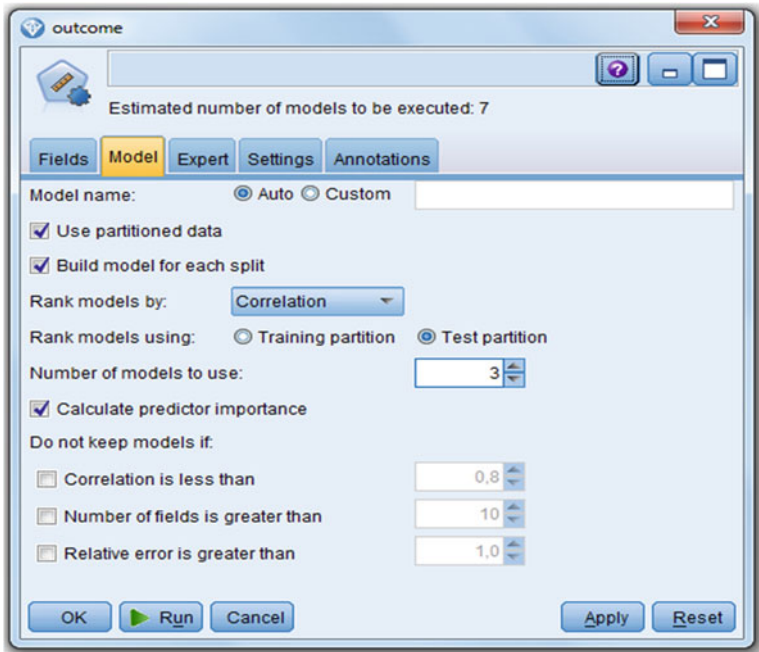 outcome
Estimated number of models to be executed: 7
Fields Model Expert Settings Annotations
Model name: Auto Custom
Use partitioned data
Build model for each split
Rank models by: Correlation
Rank models using: Training partition Test partition
Number of models to use: 3
Calculate predictor importance
Do not keep models if:
Correlation is less than 0,8
Number of fields is greater than 10
Relative error is greater than 1,0
OK Run Cancel Apply Reset